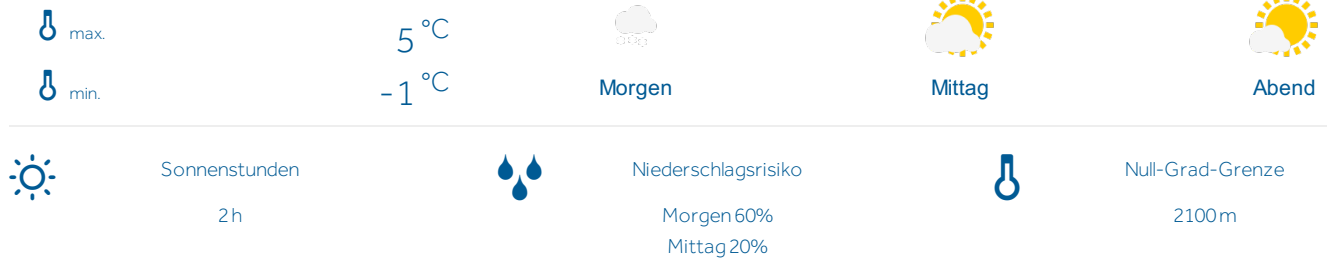 max. 5 °C
min. -1 °C
Morgen Mittag Abend
Sonnenstunden
2 h
Niederschlagsrisiko
Morgen 60%
Mittag 20%
Null-Grad-Grenze
2100 m